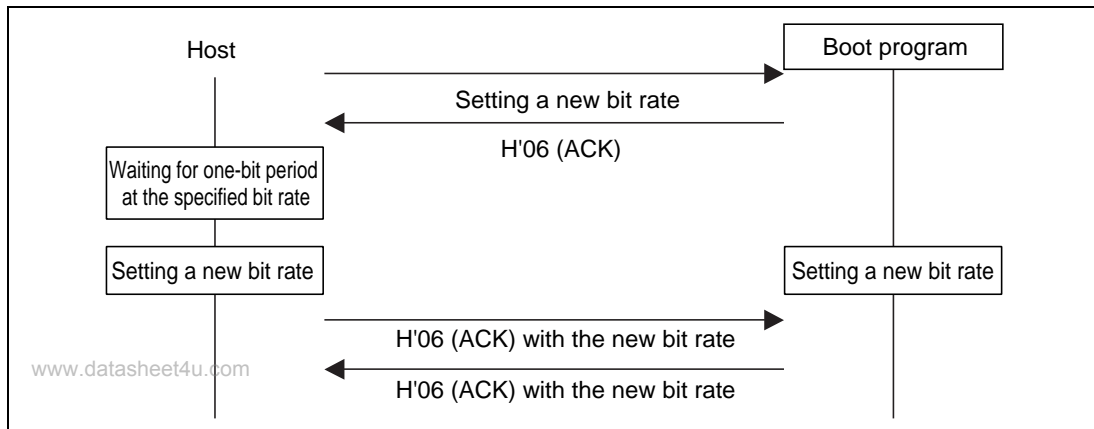 Host
Boot program
Setting a new bit rate
H'06 (ACK)
Waiting for one-bit period
at the specified bit rate
Setting a new bit rate
Setting a new bit rate
H'06 (ACK) with the new bit rate
www.datasheet4u.com
H'06 (ACK) with the new bit rate